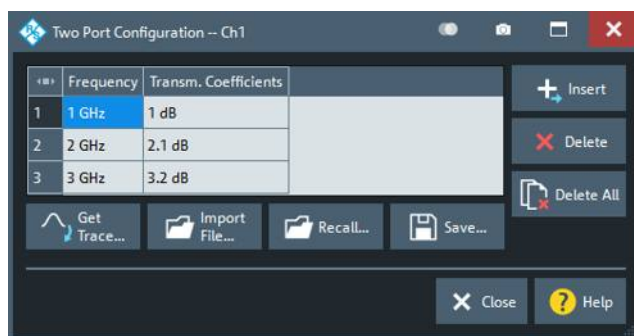 Two Port Configuration -- Ch1
Frequency Transm. Coefficients
1 1 GHz 1 dB
2 2 GHz 2.1 dB
3 3 GHz 3.2 dB
Insert
Delete
Delete All
Get Trace...
Import File...
Recall...
Save...
Close
? Help